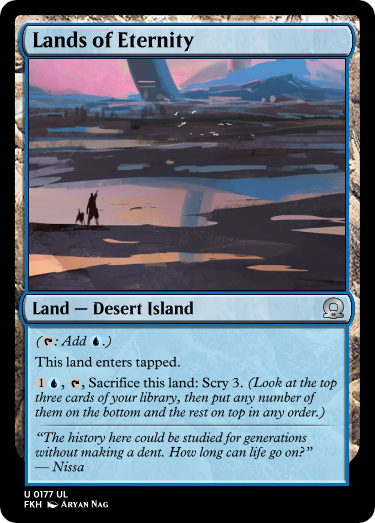 Lands of Eternity
Land — Desert Island
(T: Add U.)
This land enters tapped.
1 U, T, Sacrifice this land: Scry 3. (Look at the top
three cards of your library, then put any number of
them on the bottom and the rest on top in any order.)
“The history here could be studied for generations
without making a dent. How long can life go on?”
— Nissa
U 0177 UL
FKH Aryan Nag